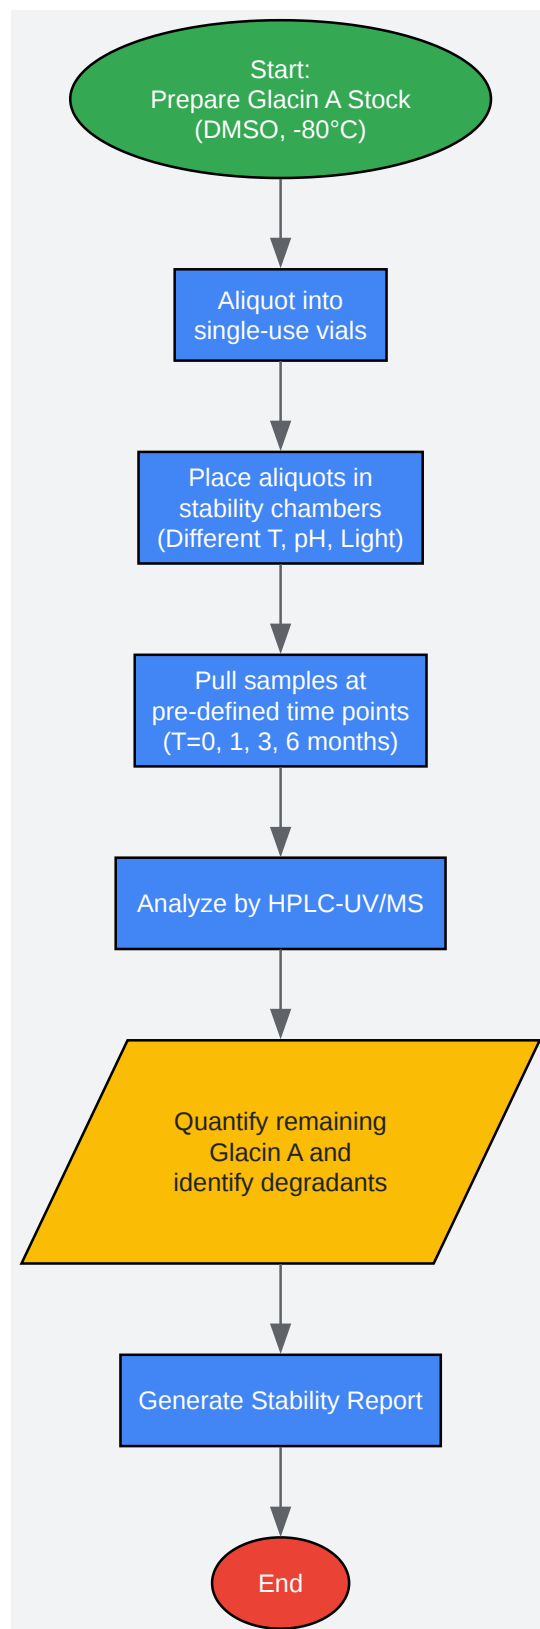 Start:
Prepare Glacin A Stock
(DMSO, -80°C)
Aliquot into
single-use vials
Place aliquots in
stability chambers
(Different T, pH, Light)
Pull samples at
pre-defined time points
(T=0, 1, 3, 6 months)
Analyze by HPLC-UV/MS
Quantify remaining
Glacin A and
identify degradants
Generate Stability Report
End